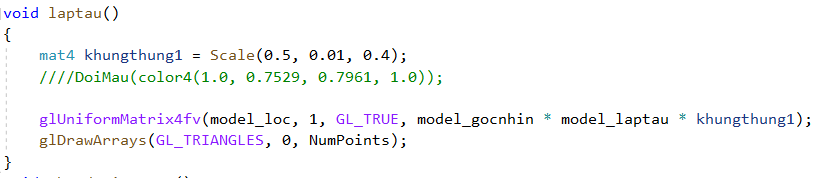 void laptau()
{
    mat4 khungthung1 = Scale(0.5, 0.01, 0.4);
    ////DoiMau(color4(1.0, 0.7529, 0.7961, 1.0));
    glUniformMatrix4fv(model_loc, 1, GL_TRUE, model_gocnhin * model_laptau * khungthung1);
    glDrawArrays(GL_TRIANGLES, 0, NumPoints);
}